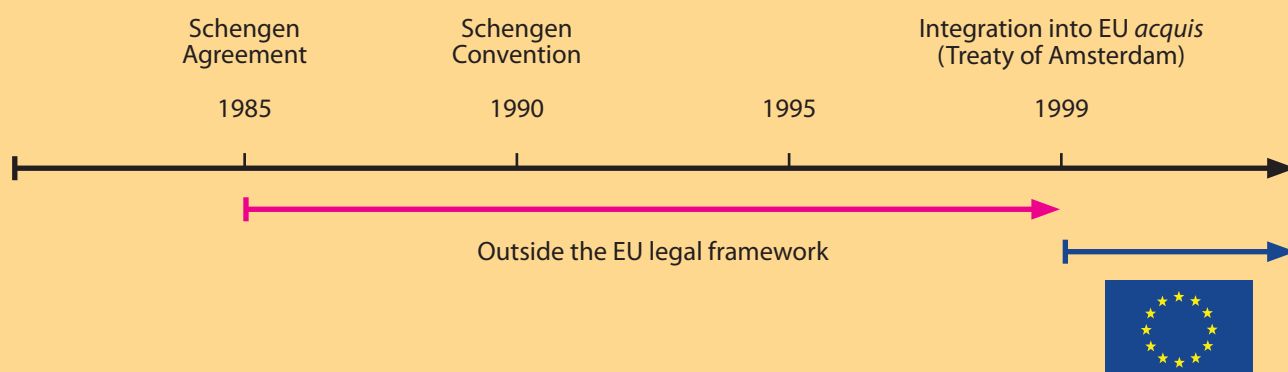 Schengen
Agreement
Schengen
Convention
Integration into EU acquis
(Treaty of Amsterdam)
1985
1990
1995
1999
Outside the EU legal framework